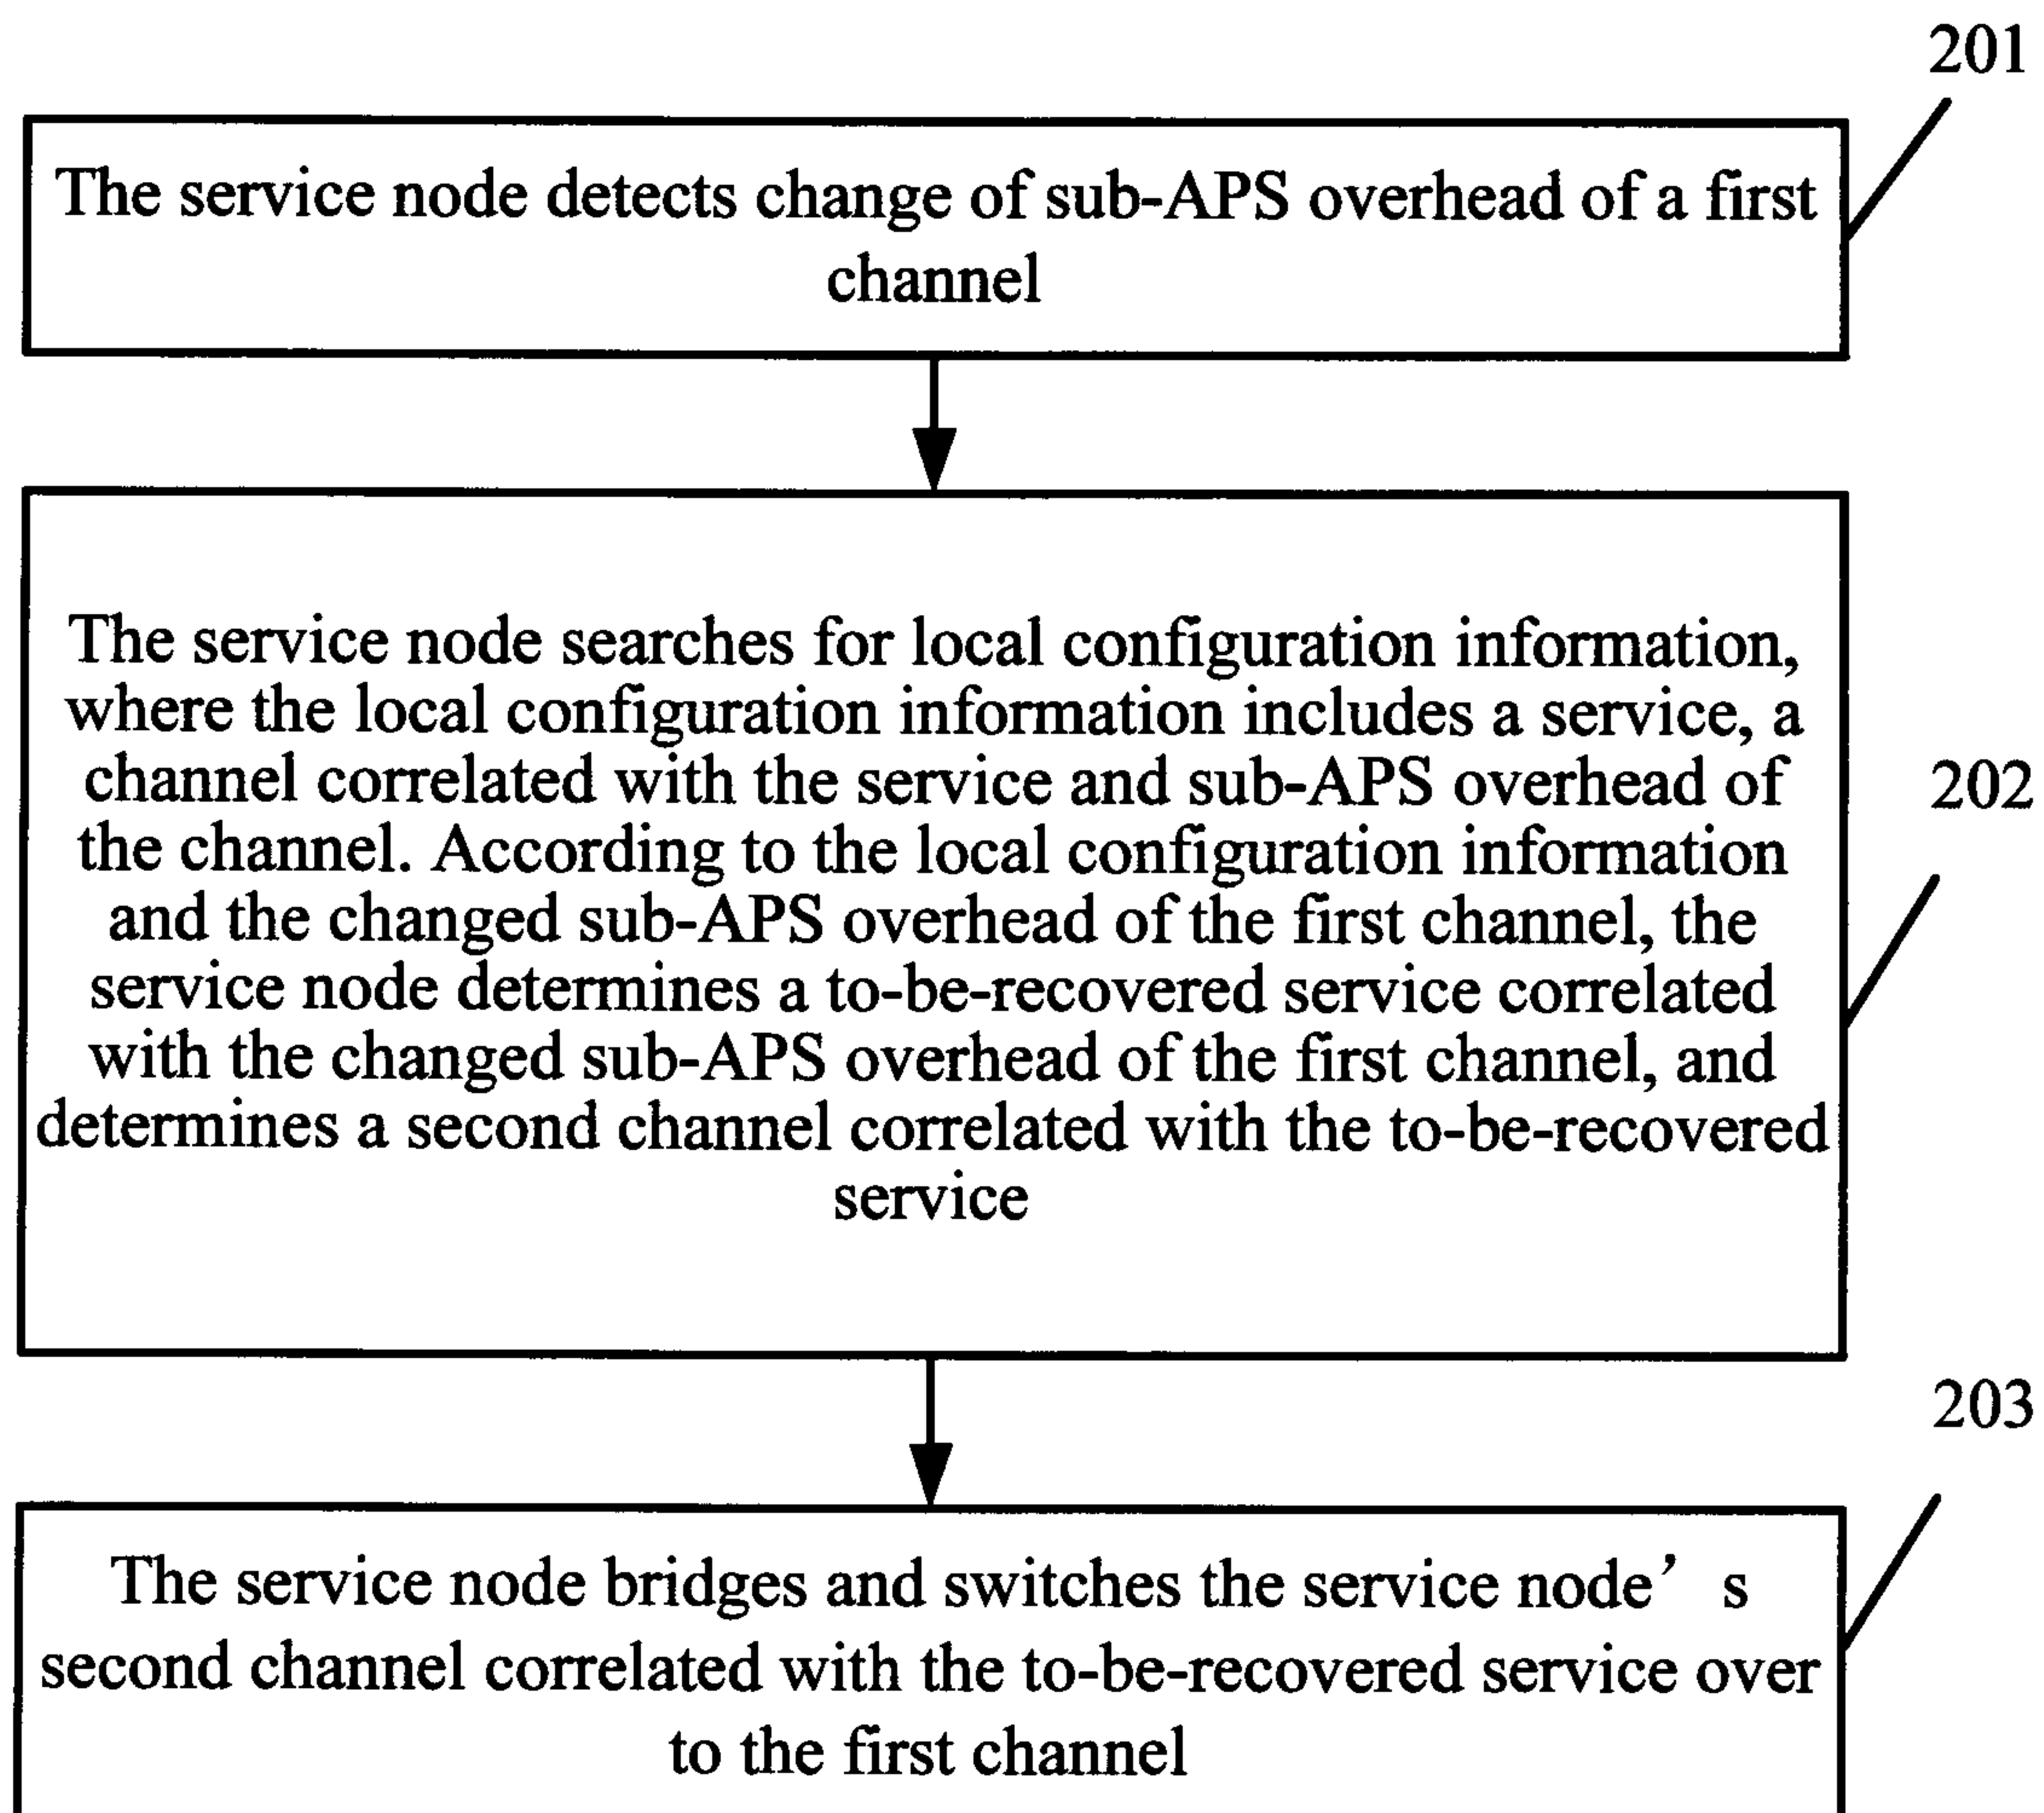 201
The service node detects change of sub-APS overhead of a first
channel
The service node searches for local configuration information,
where the local configuration information includes a service, a
channel correlated with the service and sub-APS overhead of
the channel. According to the local configuration information
and the changed sub-APS overhead of the first channel, the
service node determines a to-be-recovered service correlated
with the changed sub-APS overhead of the first channel, and
determines a second channel correlated with the to-be-recovered
service
202
203
The service node bridges and switches the service node’ s
second channel correlated with the to-be-recovered service over
to the first channel